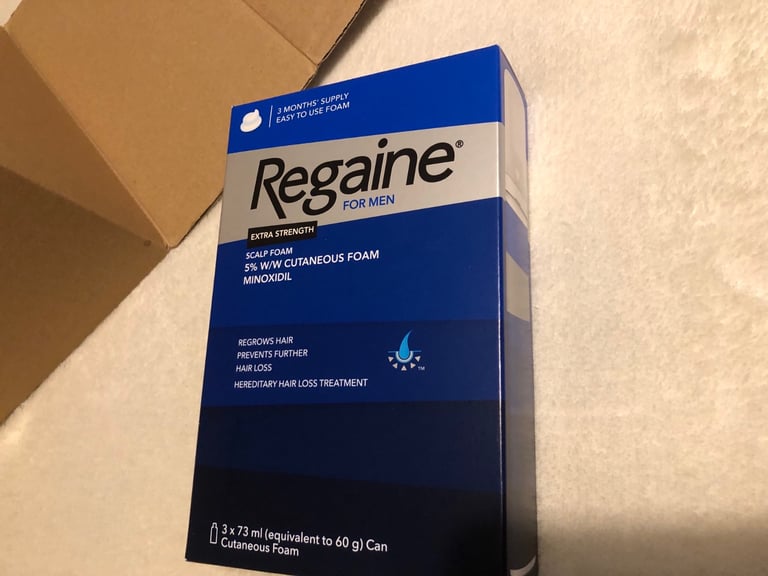 3 MONTHS' SUPPLY
EASY TO USE FOAM
Regaine®
FOR MEN
EXTRA STRENGTH
SCALP FOAM
5% W/W CUTANEOUS FOAM
MINOXIDIL
REGROWS HAIR
PREVENTS FURTHER
HAIR LOSS
HEREDITARY HAIR LOSS TREATMENT
TM
3 x 73 ml (equivalent to 60 g) Can
Cutaneous Foam